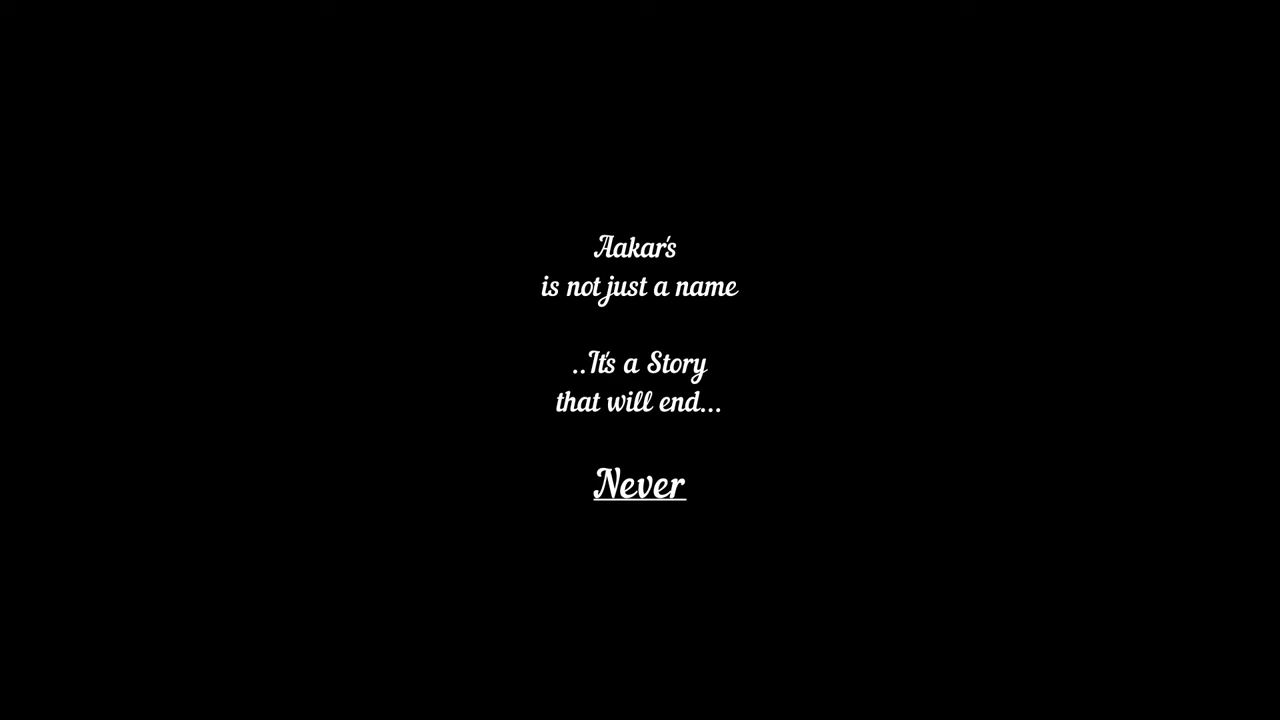 Aakar's
is not just a name
..It's a Story
that will end...
Never